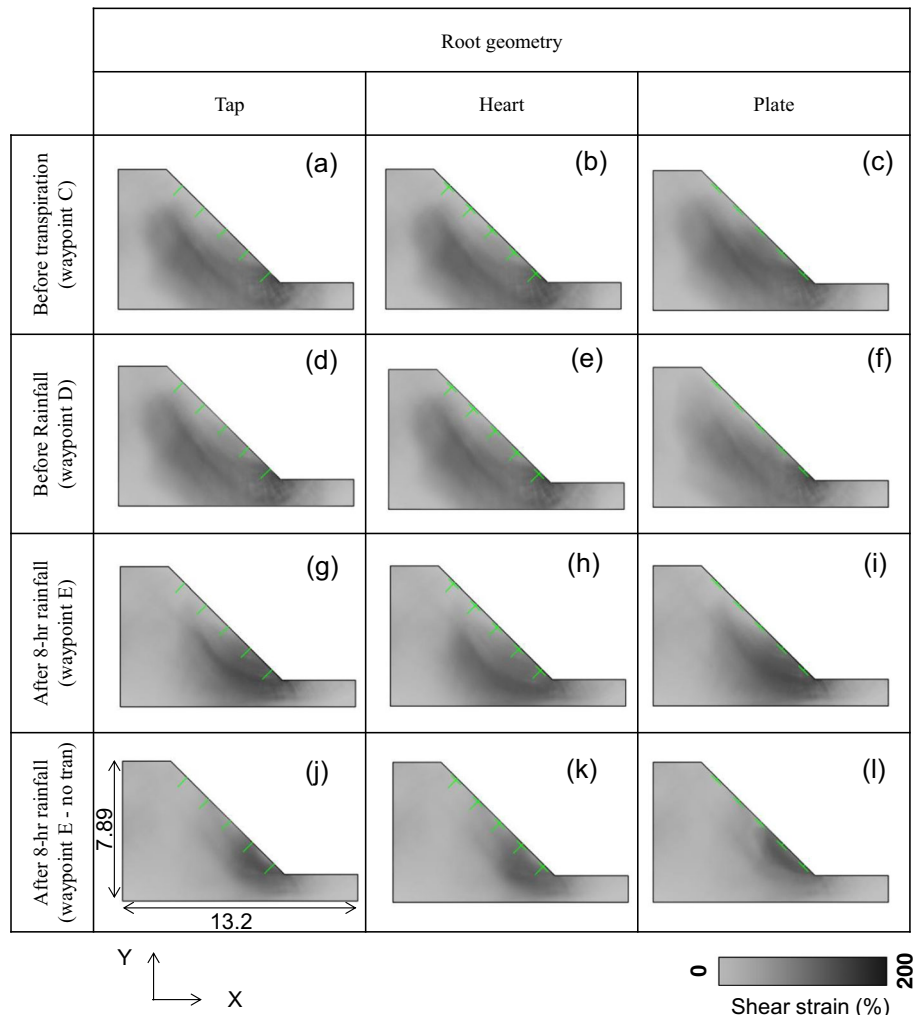 Root geometry
Tap
Heart
Plate
Before transpiration
(waypoint C)
(a)
(b)
(c)
Before Rainfall
(waypoint D)
(d)
(e)
(f)
After 8-hr rainfall
(waypoint E)
(g)
(h)
(i)
After 8-hr rainfall
(waypoint E - no tran)
(j)
(k)
(l)
7.89
13.2
Y
X
0
200
Shear strain (%)